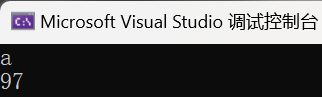 C:\ Microsoft Visual Studio 调试控制台
a
97